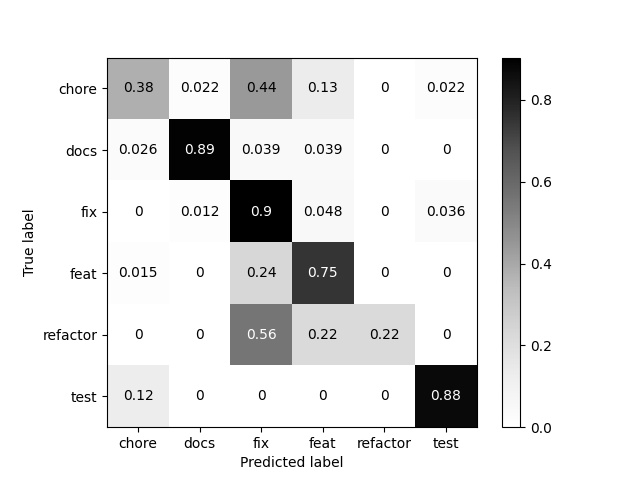 chore 0.38 0.022 0.44 0.13 0 0.022
docs 0.026 0.89 0.039 0.039 0 0
fix 0 0.012 0.9 0.048 0 0.036
feat 0.015 0 0.24 0.75 0 0
refactor 0 0 0.56 0.22 0.22 0
test 0.12 0 0 0 0 0.88
chore docs fix feat refactor test
Predicted label
True label
0.8
0.6
0.4
0.2
0.0